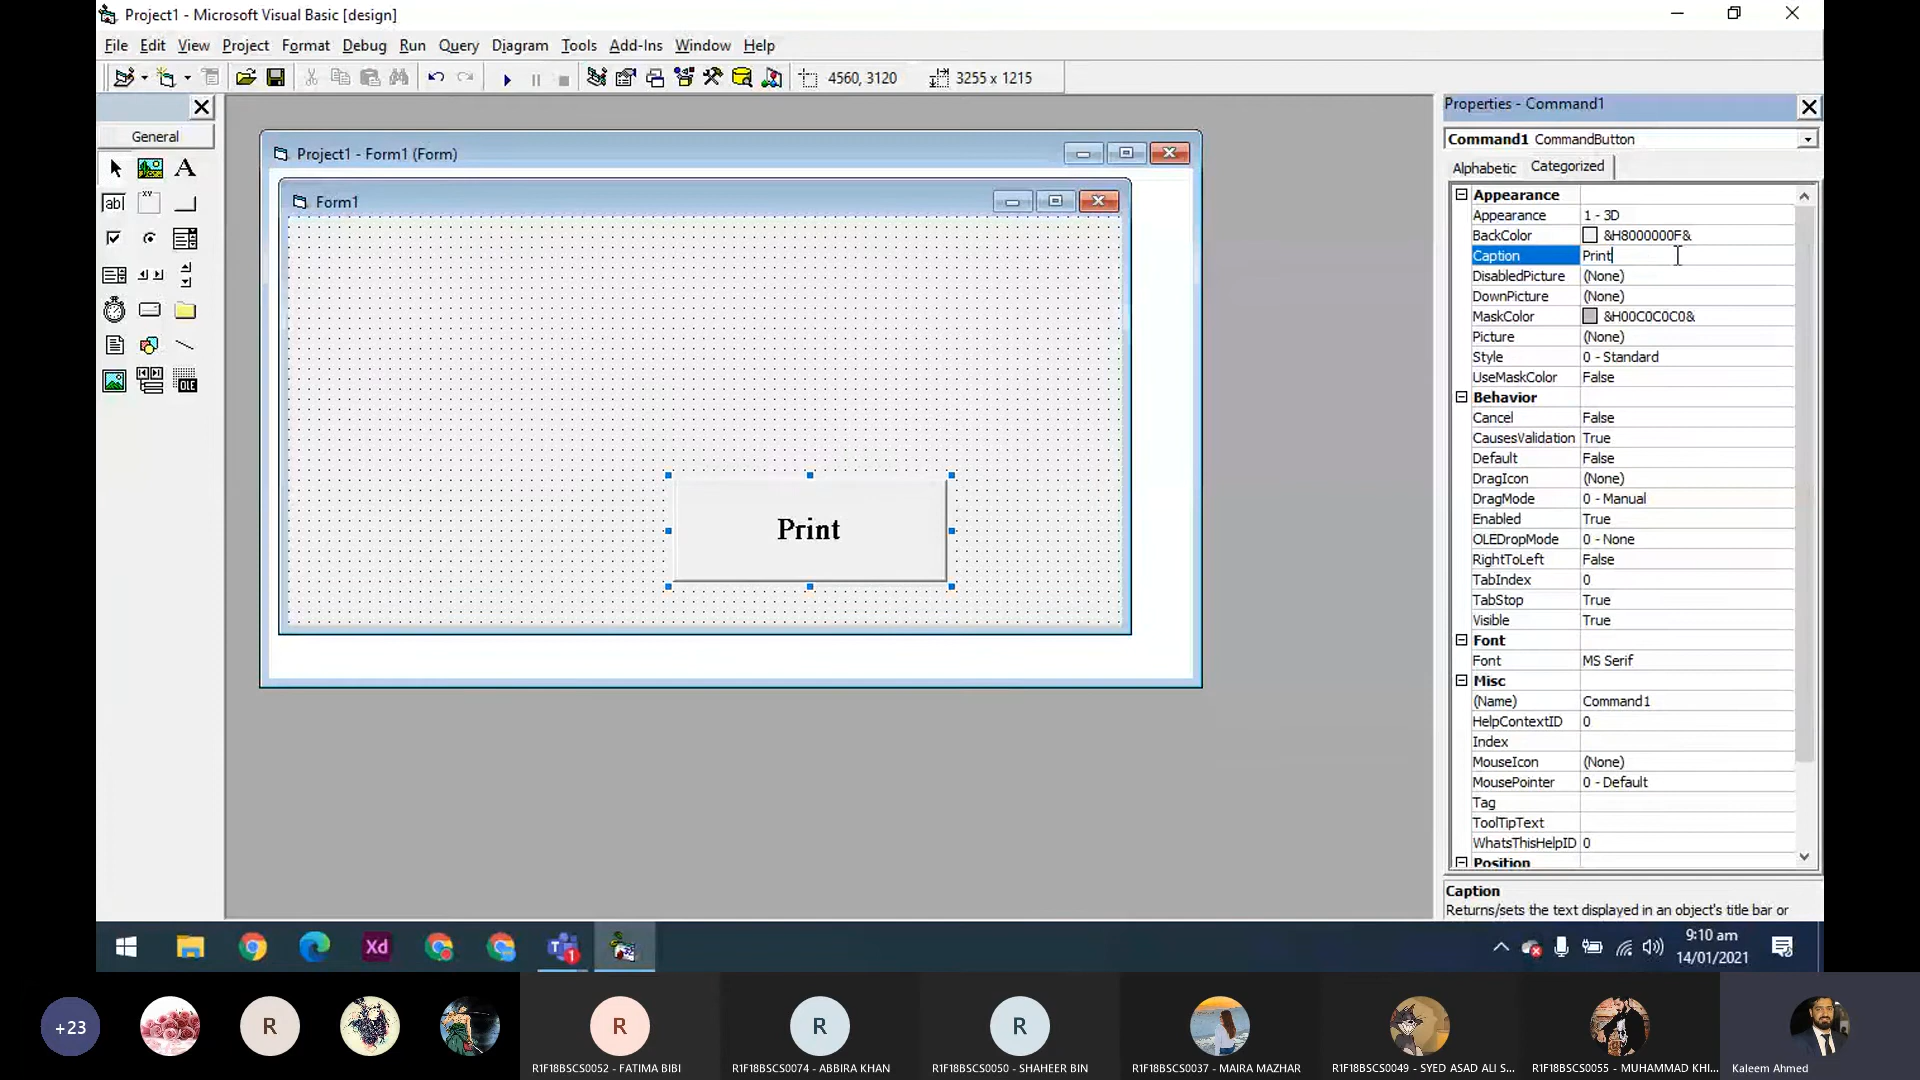 Project1 - Microsoft Visual Basic [design]
File Edit View Project Format Debug Run Query Diagram Tools Add-Ins Window Help
4560, 3120 3255 x 1215
General
A
ab|
XY
OLE
Project1 - Form1 (Form)
Form1
Print
Properties - Command1
Command1 CommandButton
Alphabetic Categorized
Appearance
Appearance 1 - 3D
BackColor &H8000000F&
Caption Print
DisabledPicture (None)
DownPicture (None)
MaskColor &H00C0C0C0&
Picture (None)
Style 0 - Standard
UseMaskColor False
Behavior
Cancel False
CausesValidation True
Default False
DragIcon (None)
DragMode 0 - Manual
Enabled True
OLEDropMode 0 - None
RightToLeft False
TabIndex 0
TabStop True
Visible True
Font
Font MS Serif
Misc
(Name) Command1
HelpContextID 0
Index
MouseIcon (None)
MousePointer 0 - Default
Tag
ToolTipText
WhatsThisHelpID 0
Position
Caption
Returns/sets the text displayed in an object's title bar or
Xd
T
1
9:10 am
14/01/2021
+23
R
R
R
R
R1F18BSCS0052 - FATIMA BIBI
R1F18BSCS0074 - ABBIRA KHAN
R1F18BSCS0050 - SHAHEER BIN
R1F18BSCS0037 - MAIRA MAZHAR
R1F18BSCS0049 - SYED ASAD ALI S...
R1F18BSCS0055 - MUHAMMAD KHI...
Kaleem Ahmed